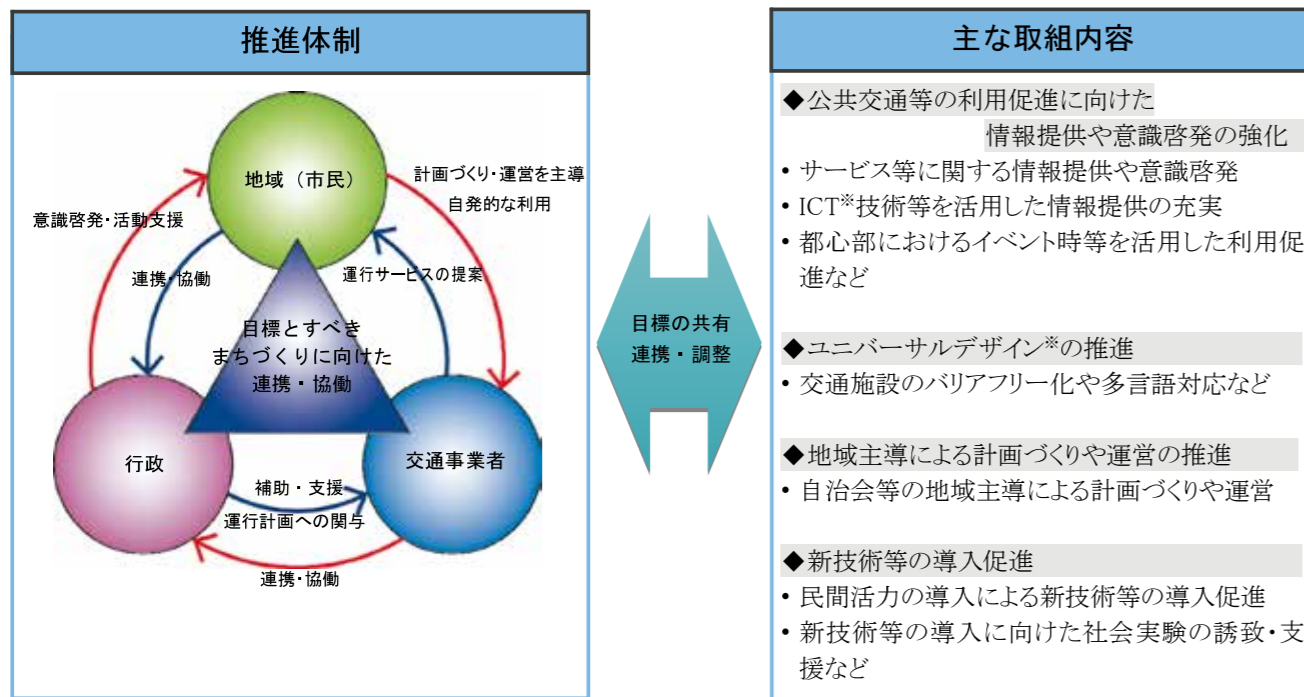 推進体制
地域（市民）
計画づくり・運営を主導
自発的な利用
意識啓発・活動支援
連携・協働
運行サービスの提案
目標とすべき
まちづくりに向けた
連携・協働
行政
交通事業者
補助・支援
運行計画への関与
連携・協働
目標の共有
連携・調整
主な取組内容
◆公共交通等の利用促進に向けた
情報提供や意識啓発の強化
• サービス等に関する情報提供や意識啓発
• ICT※技術等を活用した情報提供の充実
• 都心部におけるイベント時等を活用した利用促
進など
◆ユニバーサルデザイン※の推進
• 交通施設のバリアフリー化や多言語対応など
◆地域主導による計画づくりや運営の推進
• 自治会等の地域主導による計画づくりや運営
◆新技術等の導入促進
• 民間活力の導入による新技術等の導入促進
• 新技術等の導入に向けた社会実験の誘致・支
援など